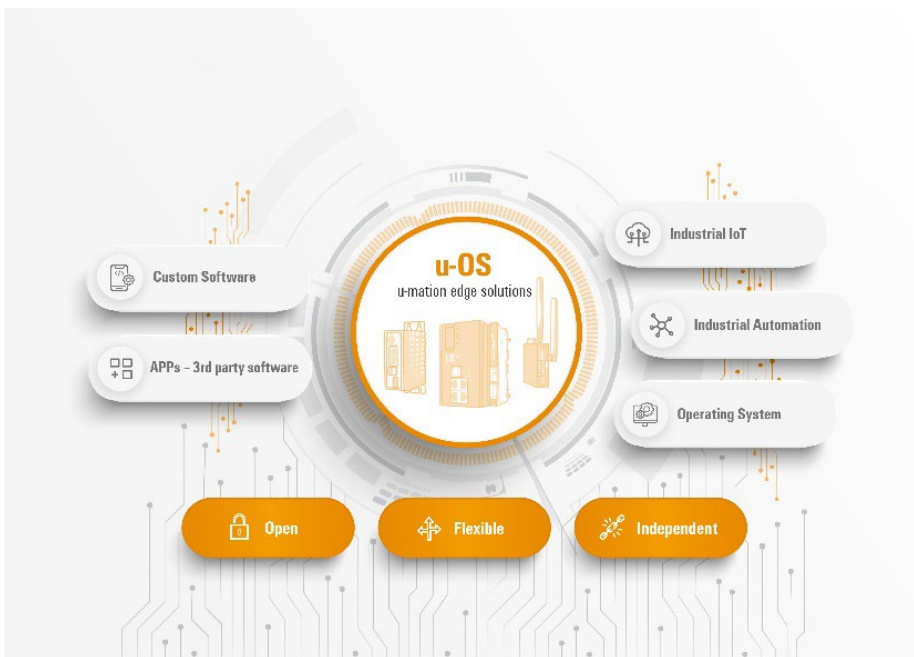 u-OS
u-mation edge solutions
Custom Software
APPs – 3rd party software
Industrial IoT
Industrial Automation
Operating System
Open
Flexible
Independent